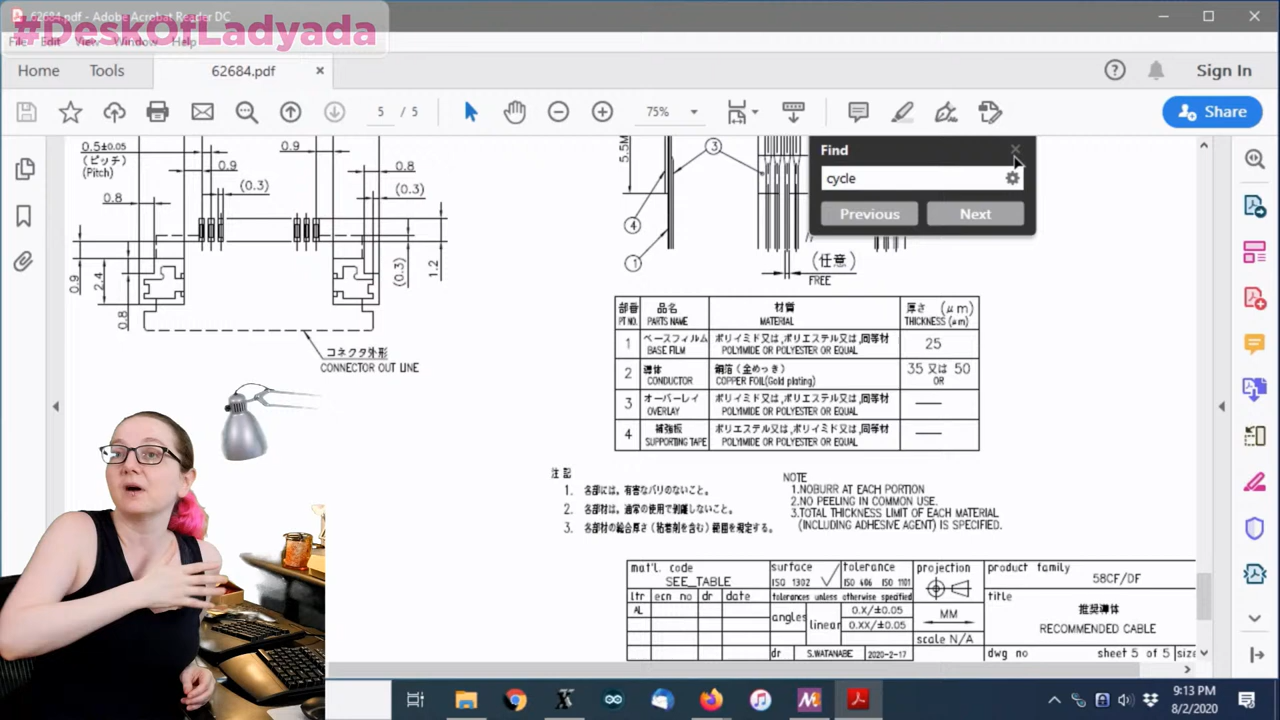 62684.pdf - Adobe Acrobat Reader DC
#DeskOfLadyada
File Edit View Window Help
Home Tools 62684.pdf × Sign In
5 / 5 75% Share
0.5±0.05
(ピッチ)
(Pitch)
0.9
0.9
0.8
(0.3)
(0.3)
0.8
0.9
2.4
0.8
(0.3)
1.2
コネクタ外形
CONNECTOR OUT LINE
5.5M
3
4
1
Find
cycle
Previous Next
(任意)
FREE
部番 品名 材質 厚さ (μm)
PT NO. PARTS NAME MATERIAL THICKNESS (μm)
1 ベースフィルム ポリイミド又は,ポリエステル又は,同等材 25
BASE FILM POLYIMIDE OR POLYESTER OR EQUAL
2 導体 銅箔 (金めっき) 35 又は 50
CONDUCTOR COPPER FOIL(Gold plating) OR
3 オーバーレイ ポリイミド又は,ポリエステル又は,同等材
OVERLAY POLYMIDE OR POLYESTER OR EQUAL
4 補強板 ポリエステル又は,ポリイミド又は,同等材
SUPPORTING TAPE POLYMIDE OR POLYESTER OR EQUAL
注記
1. 各部には, 有害なバリのないこと。
2. 各部材は, 通常の使用で剥離しないこと。
3. 各部材の総合厚さ (粘着剤を含む) 範囲を規定する。
NOTE
1.NOBURR AT EACH PORTION
2.NO PEELING IN COMMON USE.
3.TOTAL THICKNESS LIMIT OF EACH MATERIAL
(INCLUDING ADHESIVE AGENT) IS SPECIFIED.
mat'l. code
SEE_TABLE
surface
ISO 1302
tolerance
ISO 406 ISO 1101
projection
product family
58CF/DF
ltr ecn no dr date
AL
tolerances unless otherwise specified
angles
linear
0.X/±0.05
0.XX/±0.05
MM
scale N/A
title
推奨導体
RECOMMENDED CABLE
dr S.WATANABE 2020-2-17
dwg no sheet 5 of 5 size
9:13 PM
8/2/2020